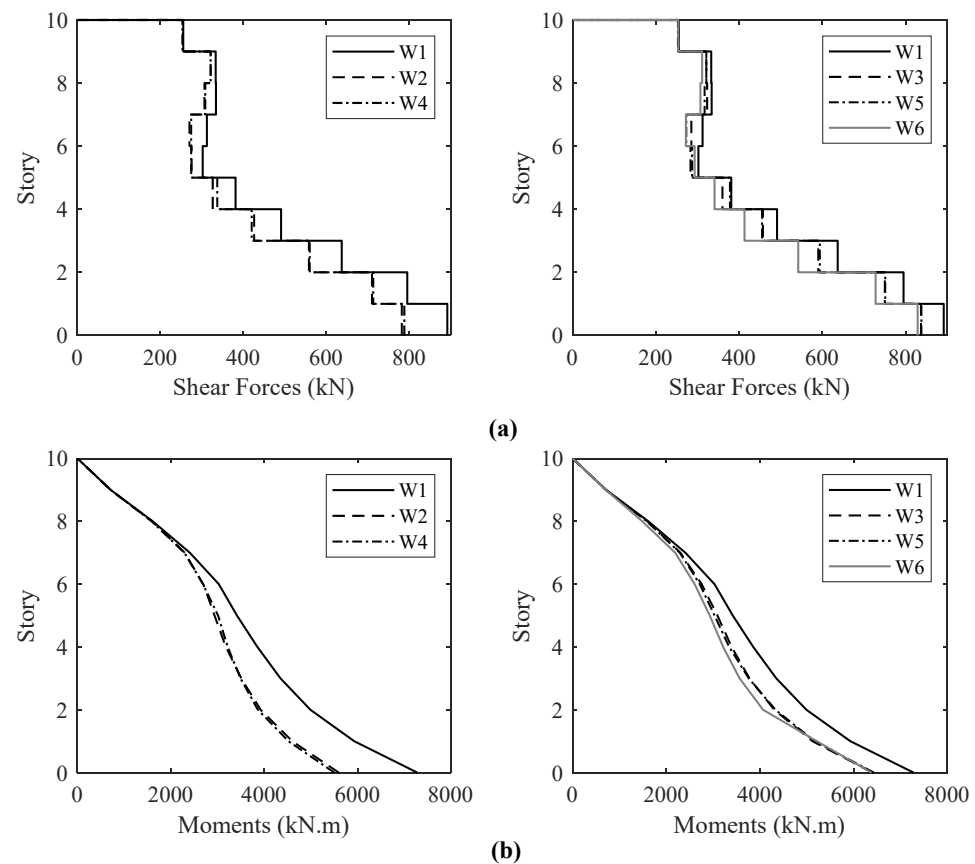 10
8
6
4
2
0
Story
0 200 400 600 800
Shear Forces (kN)
W1
W2
W4
10
8
6
4
2
0
Story
0 200 400 600 800
Shear Forces (kN)
W1
W3
W5
W6
(a)
10
8
6
4
2
0
Story
0 2000 4000 6000 8000
Moments (kN.m)
W1
W2
W4
10
8
6
4
2
0
Story
0 2000 4000 6000 8000
Moments (kN.m)
W1
W3
W5
W6
(b)